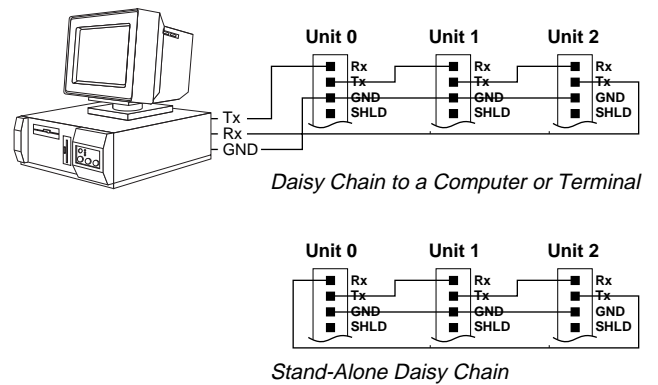 Unit 0 Unit 1 Unit 2
Rx Rx Rx
Tx Tx Tx
GND GND GND
SHLD SHLD SHLD
Tx
Rx
GND
Daisy Chain to a Computer or Terminal
Unit 0 Unit 1 Unit 2
Rx Rx Rx
Tx Tx Tx
GND GND GND
SHLD SHLD SHLD
Stand-Alone Daisy Chain